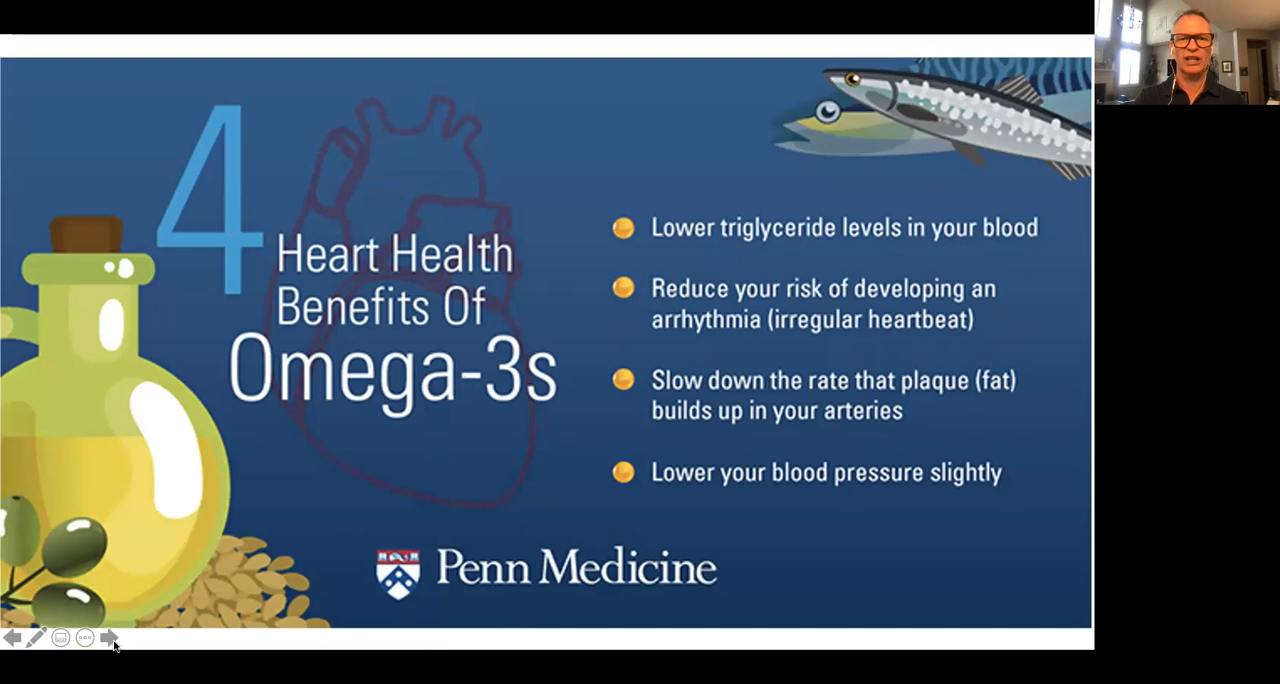 4
Heart Health
Benefits Of
Omega-3s
Lower triglyceride levels in your blood
Reduce your risk of developing an
arrhythmia (irregular heartbeat)
Slow down the rate that plaque (fat)
builds up in your arteries
Lower your blood pressure slightly
Penn Medicine